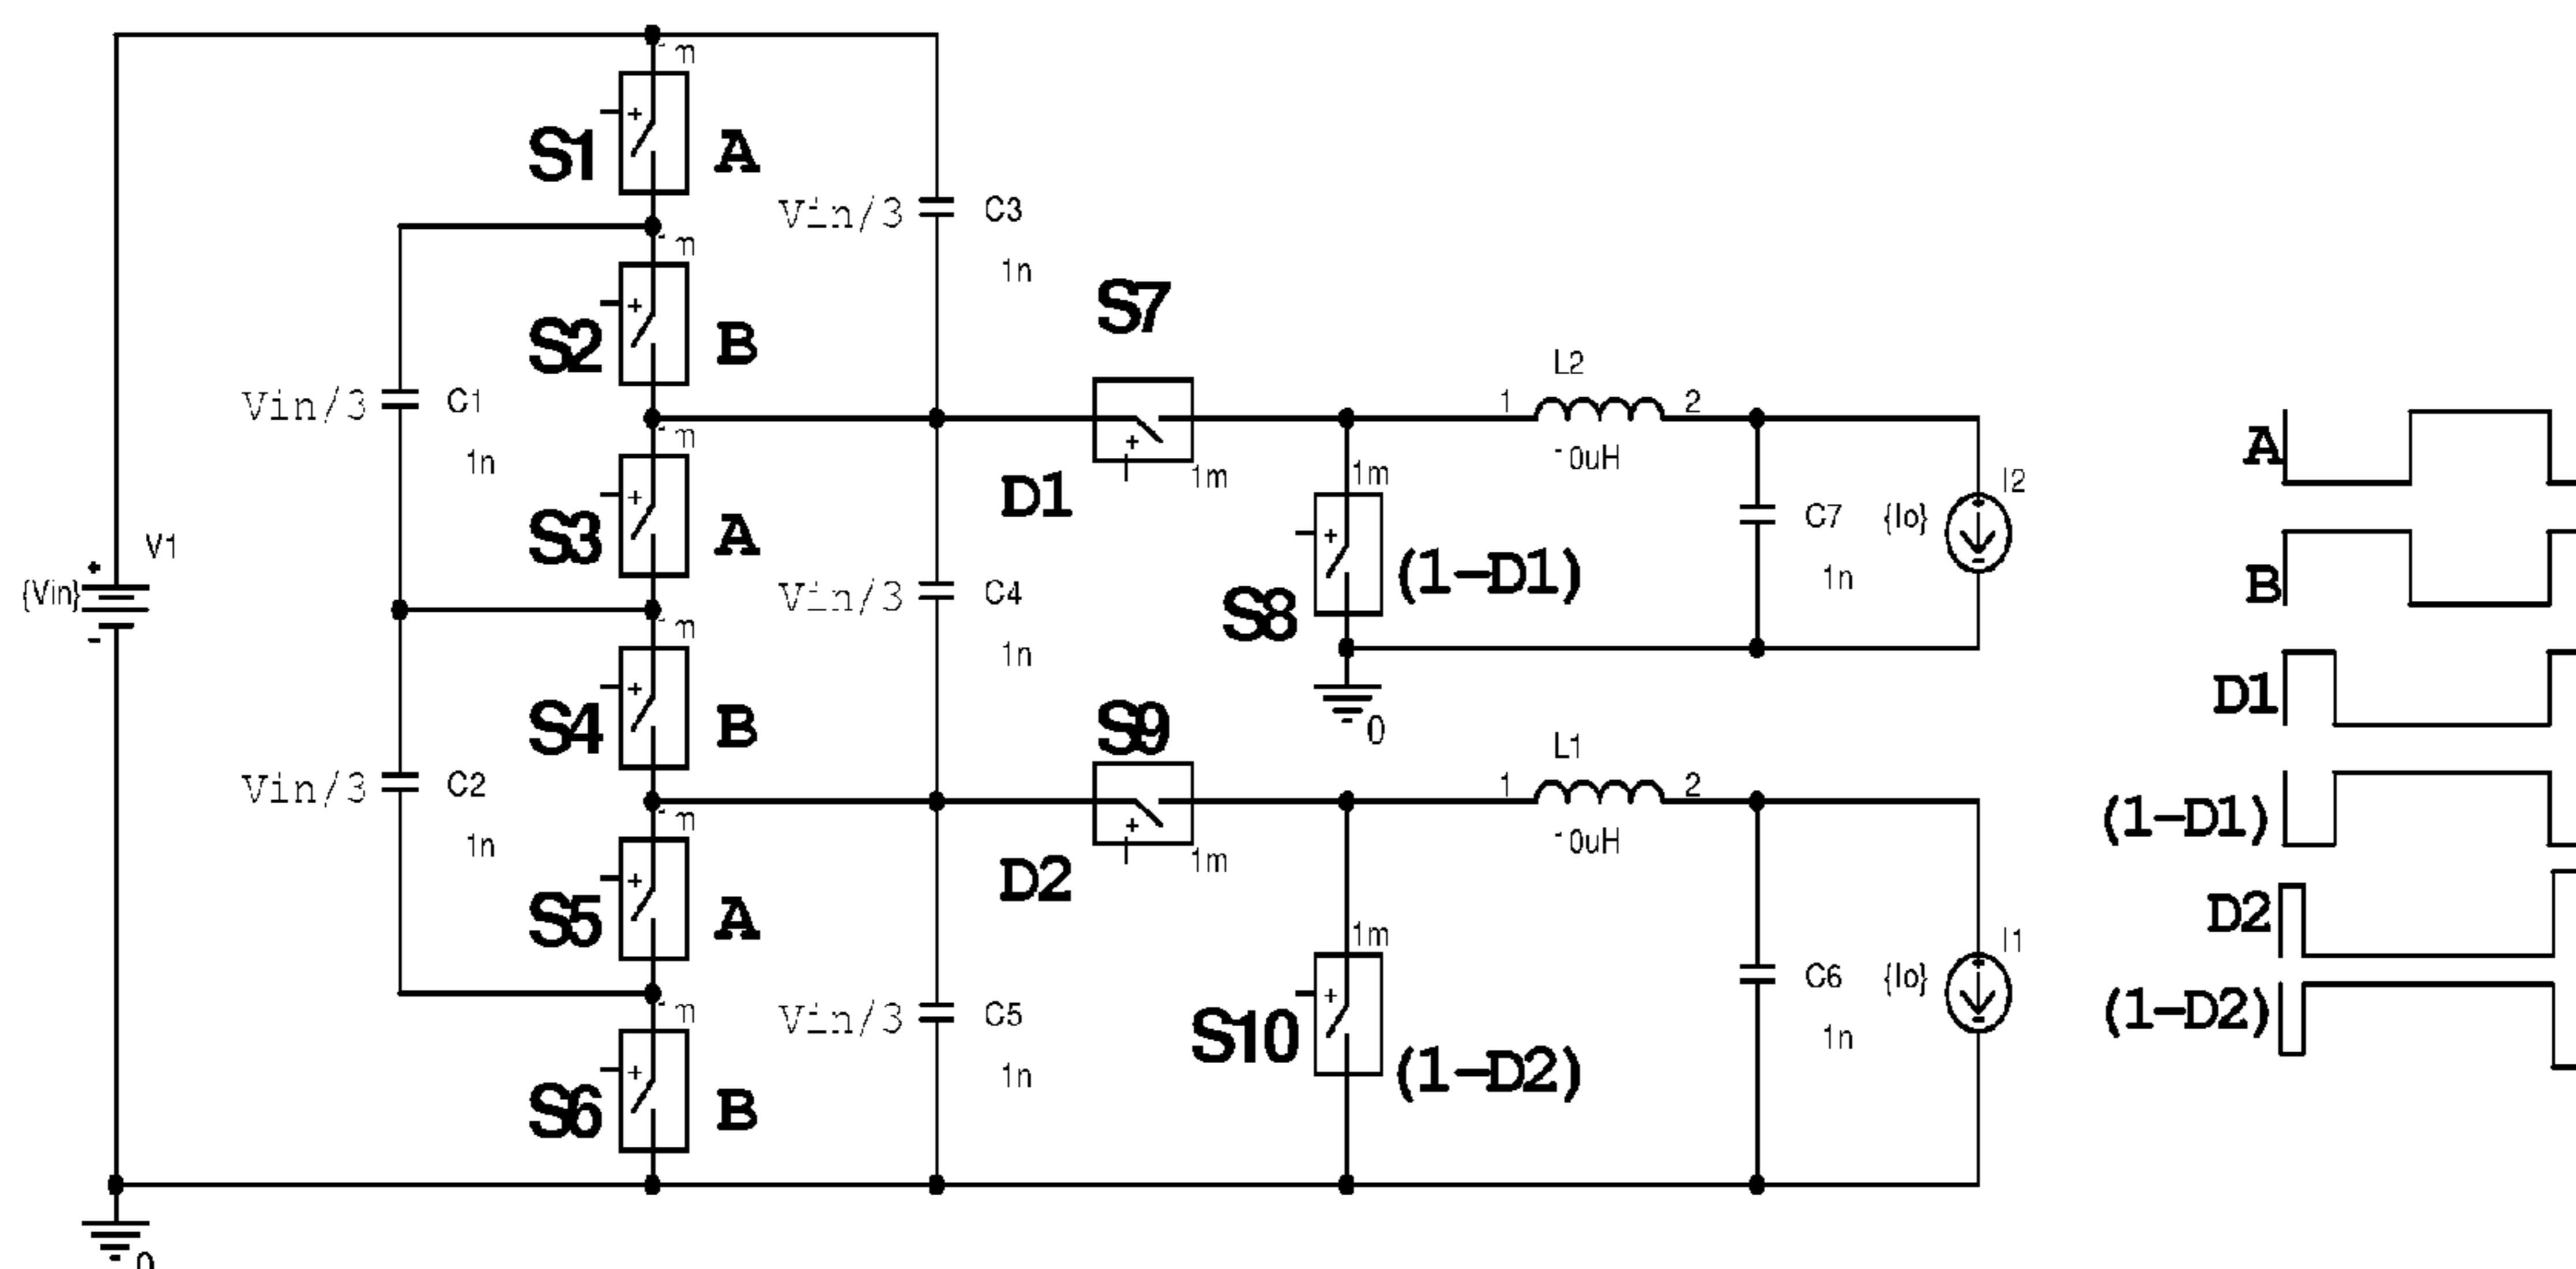 m
S1
A
Vin/3
C3
1n
m
S2
B
S7
Vin/3
C1
1n
m
S3
A
D1
1m
L2
1
2
10uH
1m
S8
(1-D1)
C7
1n
{Io}
I2
V1
{Vin}
Vin/3
C4
1n
m
S4
B
0
Vin/3
C2
1n
S9
D2
1m
L1
1
2
10uH
m
S5
A
1m
S10
(1-D2)
C6
1n
{Io}
I1
Vin/3
C5
1n
m
S6
B
0
A
B
D1
(1-D1)
D2
(1-D2)